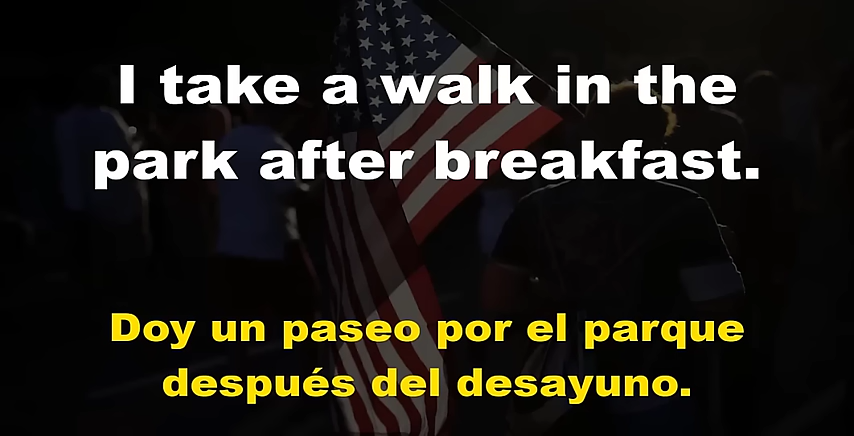 I take a walk in the
park after breakfast.
Doy un paseo por el parque
después del desayuno.